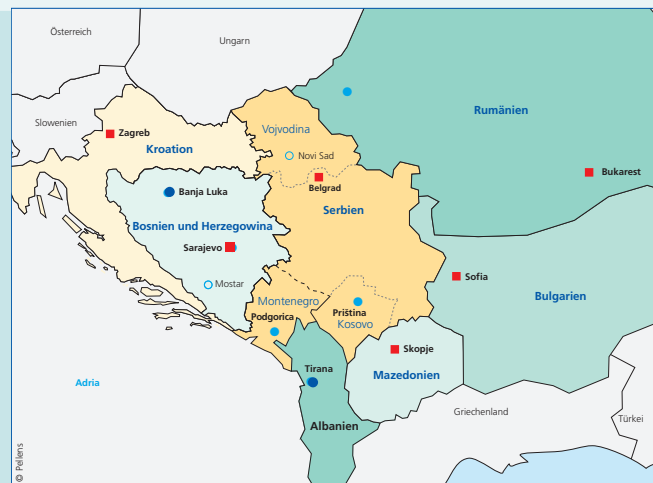 Österreich
Ungarn
Rumänien
Slowenien
Zagreb
Kroatien
Vojvodina
Novi Sad
Bukarest
Belgrad
Banja Luka
Serbien
Bosnien und Herzegowina
Sarajevo
Sofia
Mostar
Bulgarien
Montenegro
Podgorica
Priština
Kosovo
Skopje
Tirana
Mazedonien
Adria
Griechenland
Türkei
Albanien
© Pellens